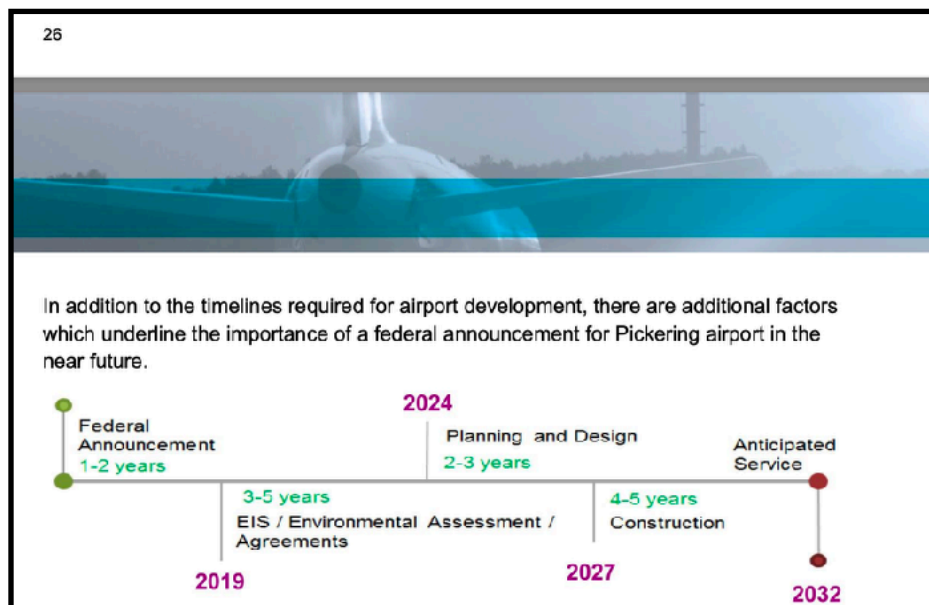 26
In addition to the timelines required for airport development, there are additional factors
which underline the importance of a federal announcement for Pickering airport in the
near future.
2024
Federal
Announcement
1-2 years
Planning and Design
2-3 years
Anticipated
Service
3-5 years
EIS / Environmental Assessment /
Agreements
4-5 years
Construction
2019
2027
2032